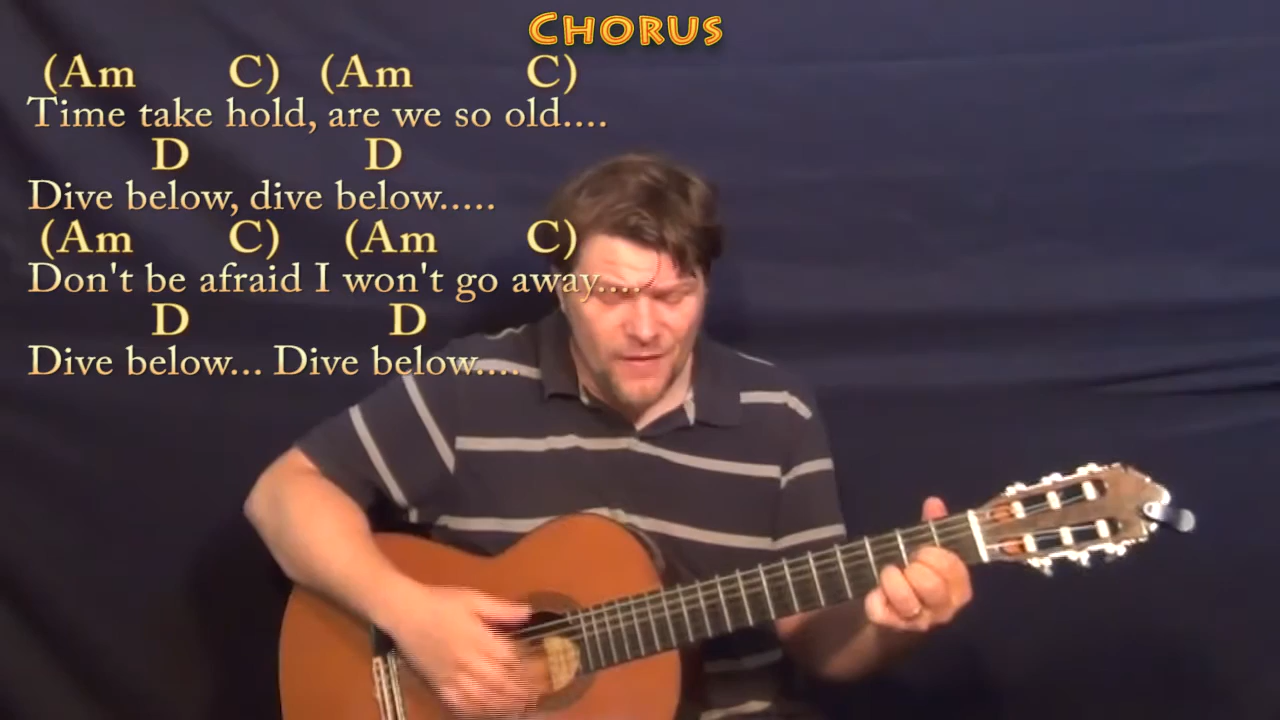 CHORUS
(Am C) (Am C)
Time take hold, are we so old....
D D
Dive below, dive below.....
(Am C) (Am C)
Don't be afraid I won't go away....
D D
Dive below... Dive below....